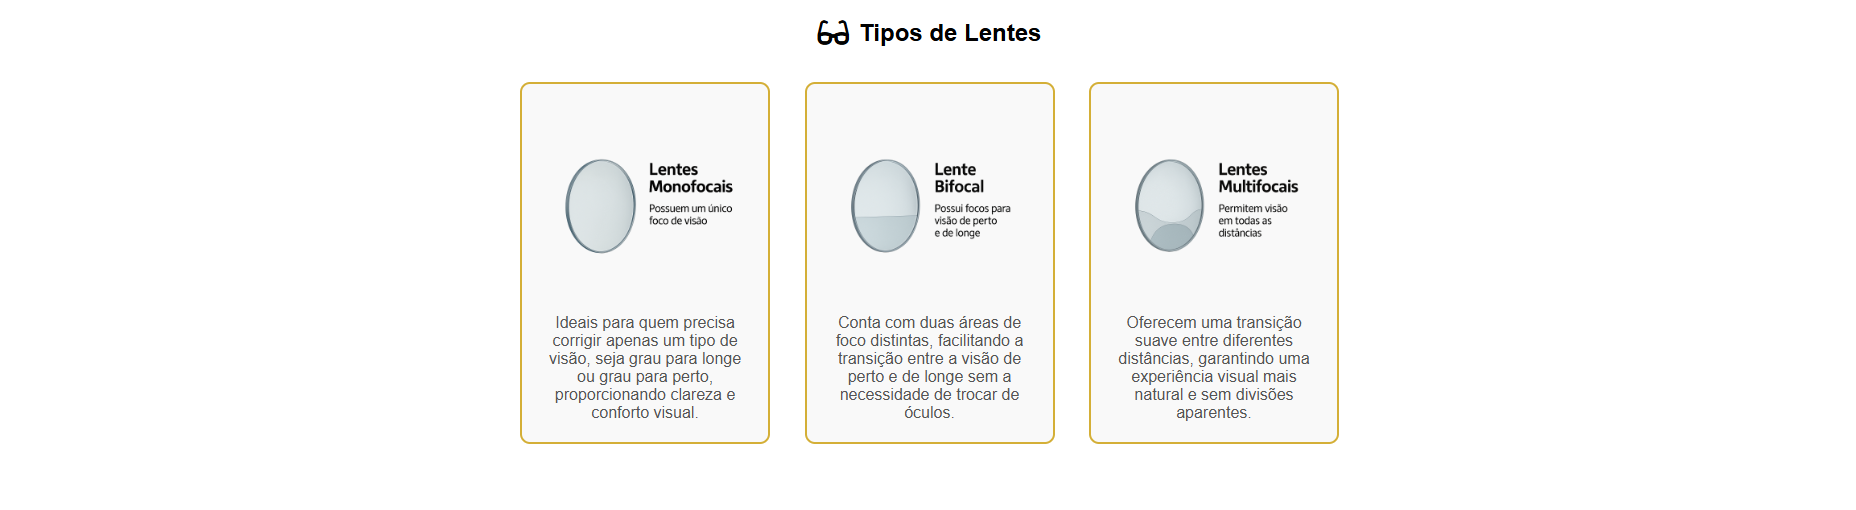 Tipos de Lentes
Lentes
Monofocais
Possuem um único
foco de visão
Ideais para quem precisa
corrigir apenas um tipo de
visão, seja grau para longe
ou grau para perto,
proporcionando clareza e
conforto visual.
Lente
Bifocal
Possui focos para
visão de perto
e de longe
Conta com duas áreas de
foco distintas, facilitando a
transição entre a visão de
perto e de longe sem a
necessidade de trocar de
óculos.
Lentes
Multifocais
Permitem visão
em todas as
distâncias
Oferecem uma transição
suave entre diferentes
distâncias, garantindo uma
experiência visual mais
natural e sem divisões
aparentes.